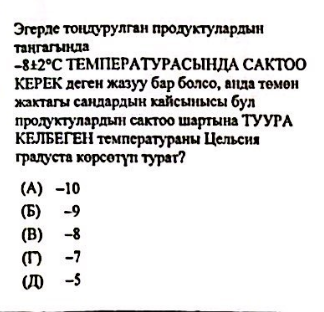 Эгерде тоңдурулган продуктулардын
таңгагында
–8±2°С ТЕМПЕРАТУРАСЫНДА САКТОО
КЕРЕК деген жазуу бар болсо, анда төмөн
жактагы сандардын кайсынысы бул
продуктулардын сактоо шартына ТУУРА
КЕЛБЕГЕН температураны Цельсия
градуста көрсөтүп турат?
(А) –10
(Б) –9
(В) –8
(Г) –7
(Д) –5